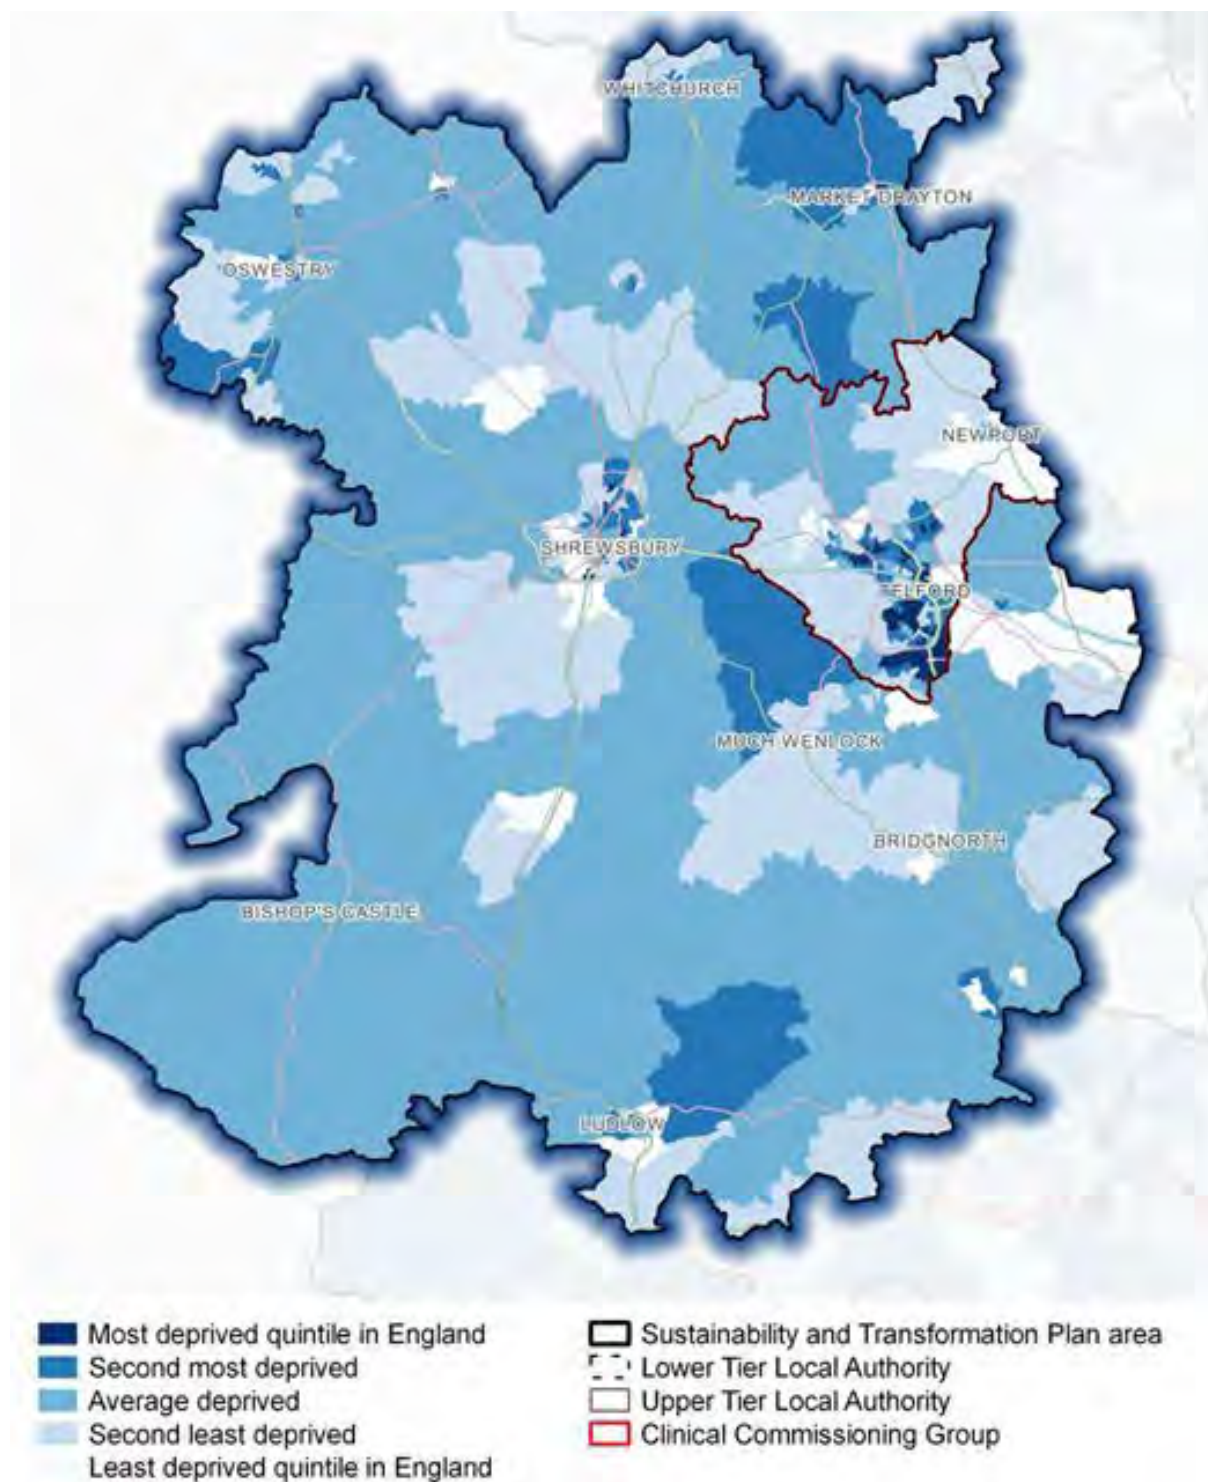 WHITCHURCH
MARKET DRAYTON
OSWESTRY
NEWPORT
SHREWSBURY
TELFORD
MUCH WENLOCK
BRIDGNORTH
BISHOP'S CASTLE
LUDLOW
Most deprived quintile in England
Second most deprived
Average deprived
Second least deprived
Least deprived quintile in England
Sustainability and Transformation Plan area
Lower Tier Local Authority
Upper Tier Local Authority
Clinical Commissioning Group